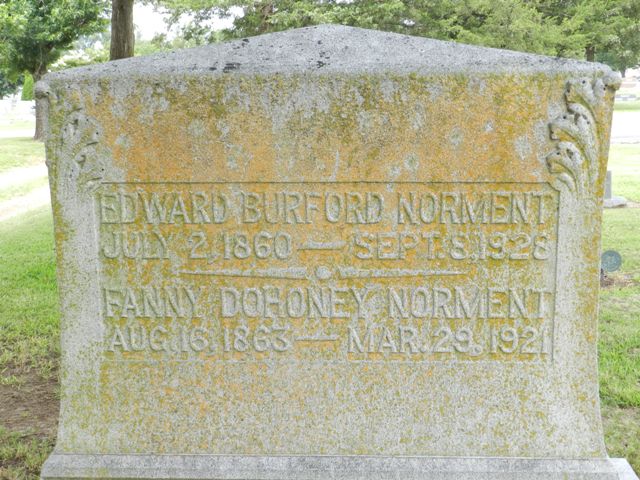 EDWARD BURFORD NORMENT
JULY 2, 1860 — SEPT. 8, 1928
FANNY DOHONEY NORMENT
AUG. 16, 1863 — MAR. 29, 1921